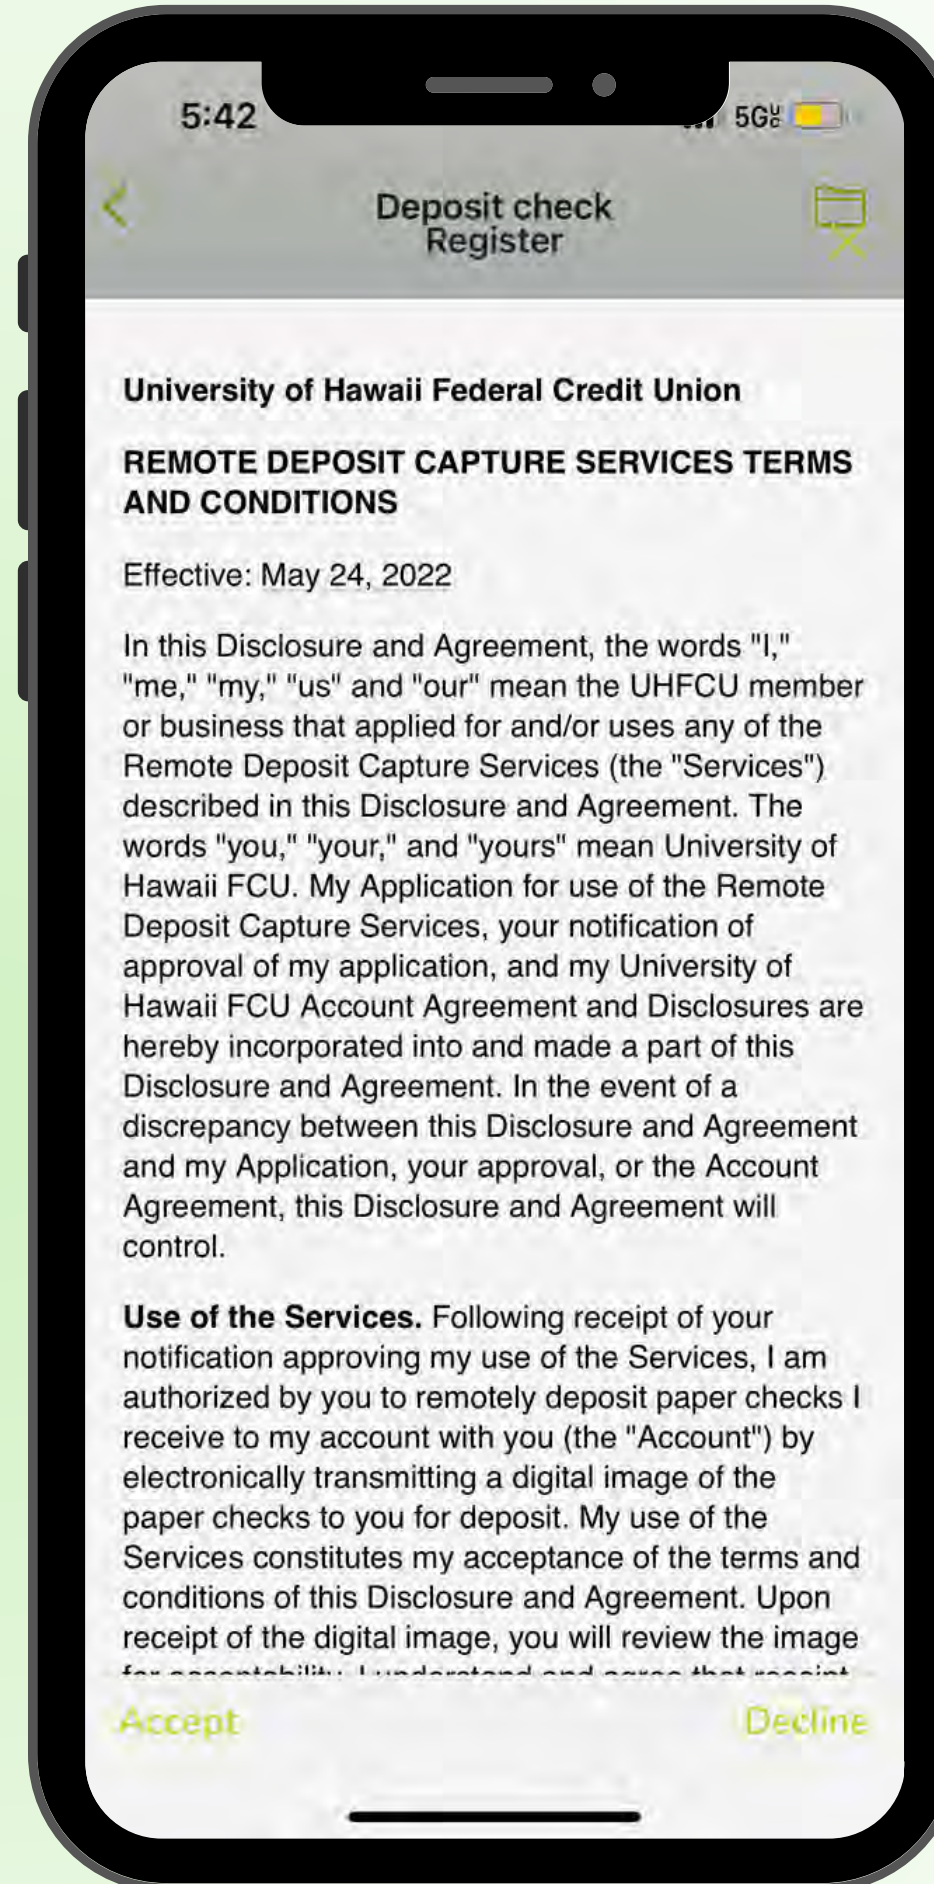 5:42
5G
Deposit check
Register
University of Hawaii Federal Credit Union
REMOTE DEPOSIT CAPTURE SERVICES TERMS
AND CONDITIONS
Effective: May 24, 2022
In this Disclosure and Agreement, the words "I,"
"me," "my," "us" and "our" mean the UHFCU member
or business that applied for and/or uses any of the
Remote Deposit Capture Services (the "Services")
described in this Disclosure and Agreement. The
words "you," "your," and "yours" mean University of
Hawaii FCU. My Application for use of the Remote
Deposit Capture Services, your notification of
approval of my application, and my University of
Hawaii FCU Account Agreement and Disclosures are
hereby incorporated into and made a part of this
Disclosure and Agreement. In the event of a
discrepancy between this Disclosure and Agreement
and my Application, your approval, or the Account
Agreement, this Disclosure and Agreement will
control.
Use of the Services. Following receipt of your
notification approving my use of the Services, I am
authorized by you to remotely deposit paper checks I
receive to my account with you (the "Account") by
electronically transmitting a digital image of the
paper checks to you for deposit. My use of the
Services constitutes my acceptance of the terms and
conditions of this Disclosure and Agreement. Upon
receipt of the digital image, you will review the image
Accept
Decline